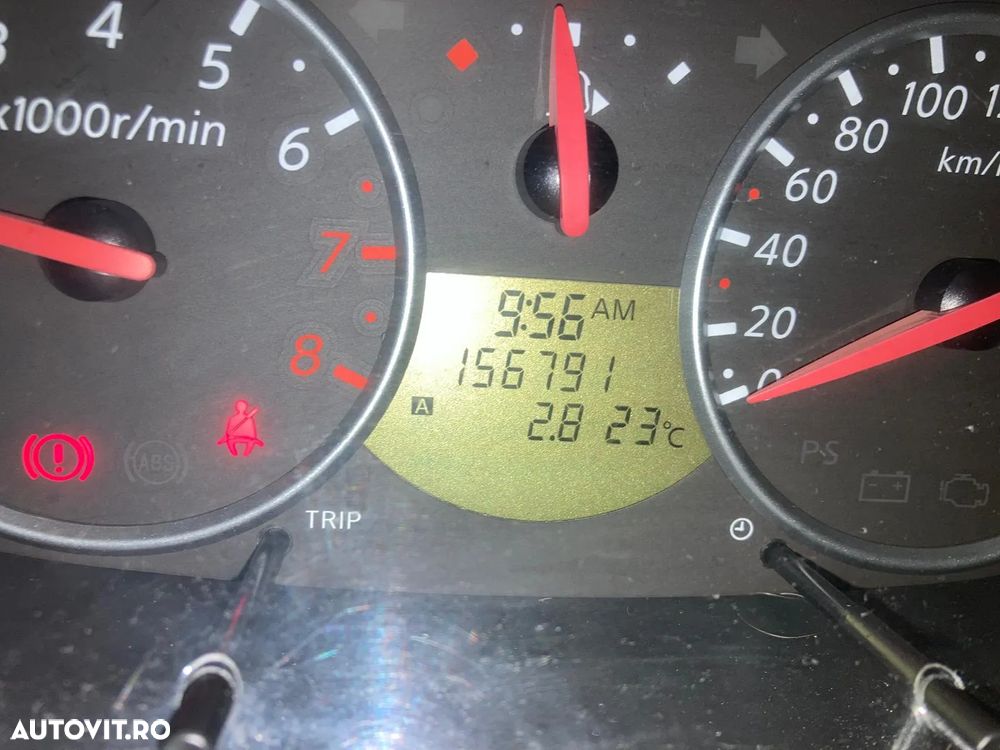 3 4 5 6 7 8
x1000r/min
0 20 40 60 80 100
km/
9:56 AM
156791
A 2.8 23°C
ABS
PS
TRIP
AUTOVIT.RO